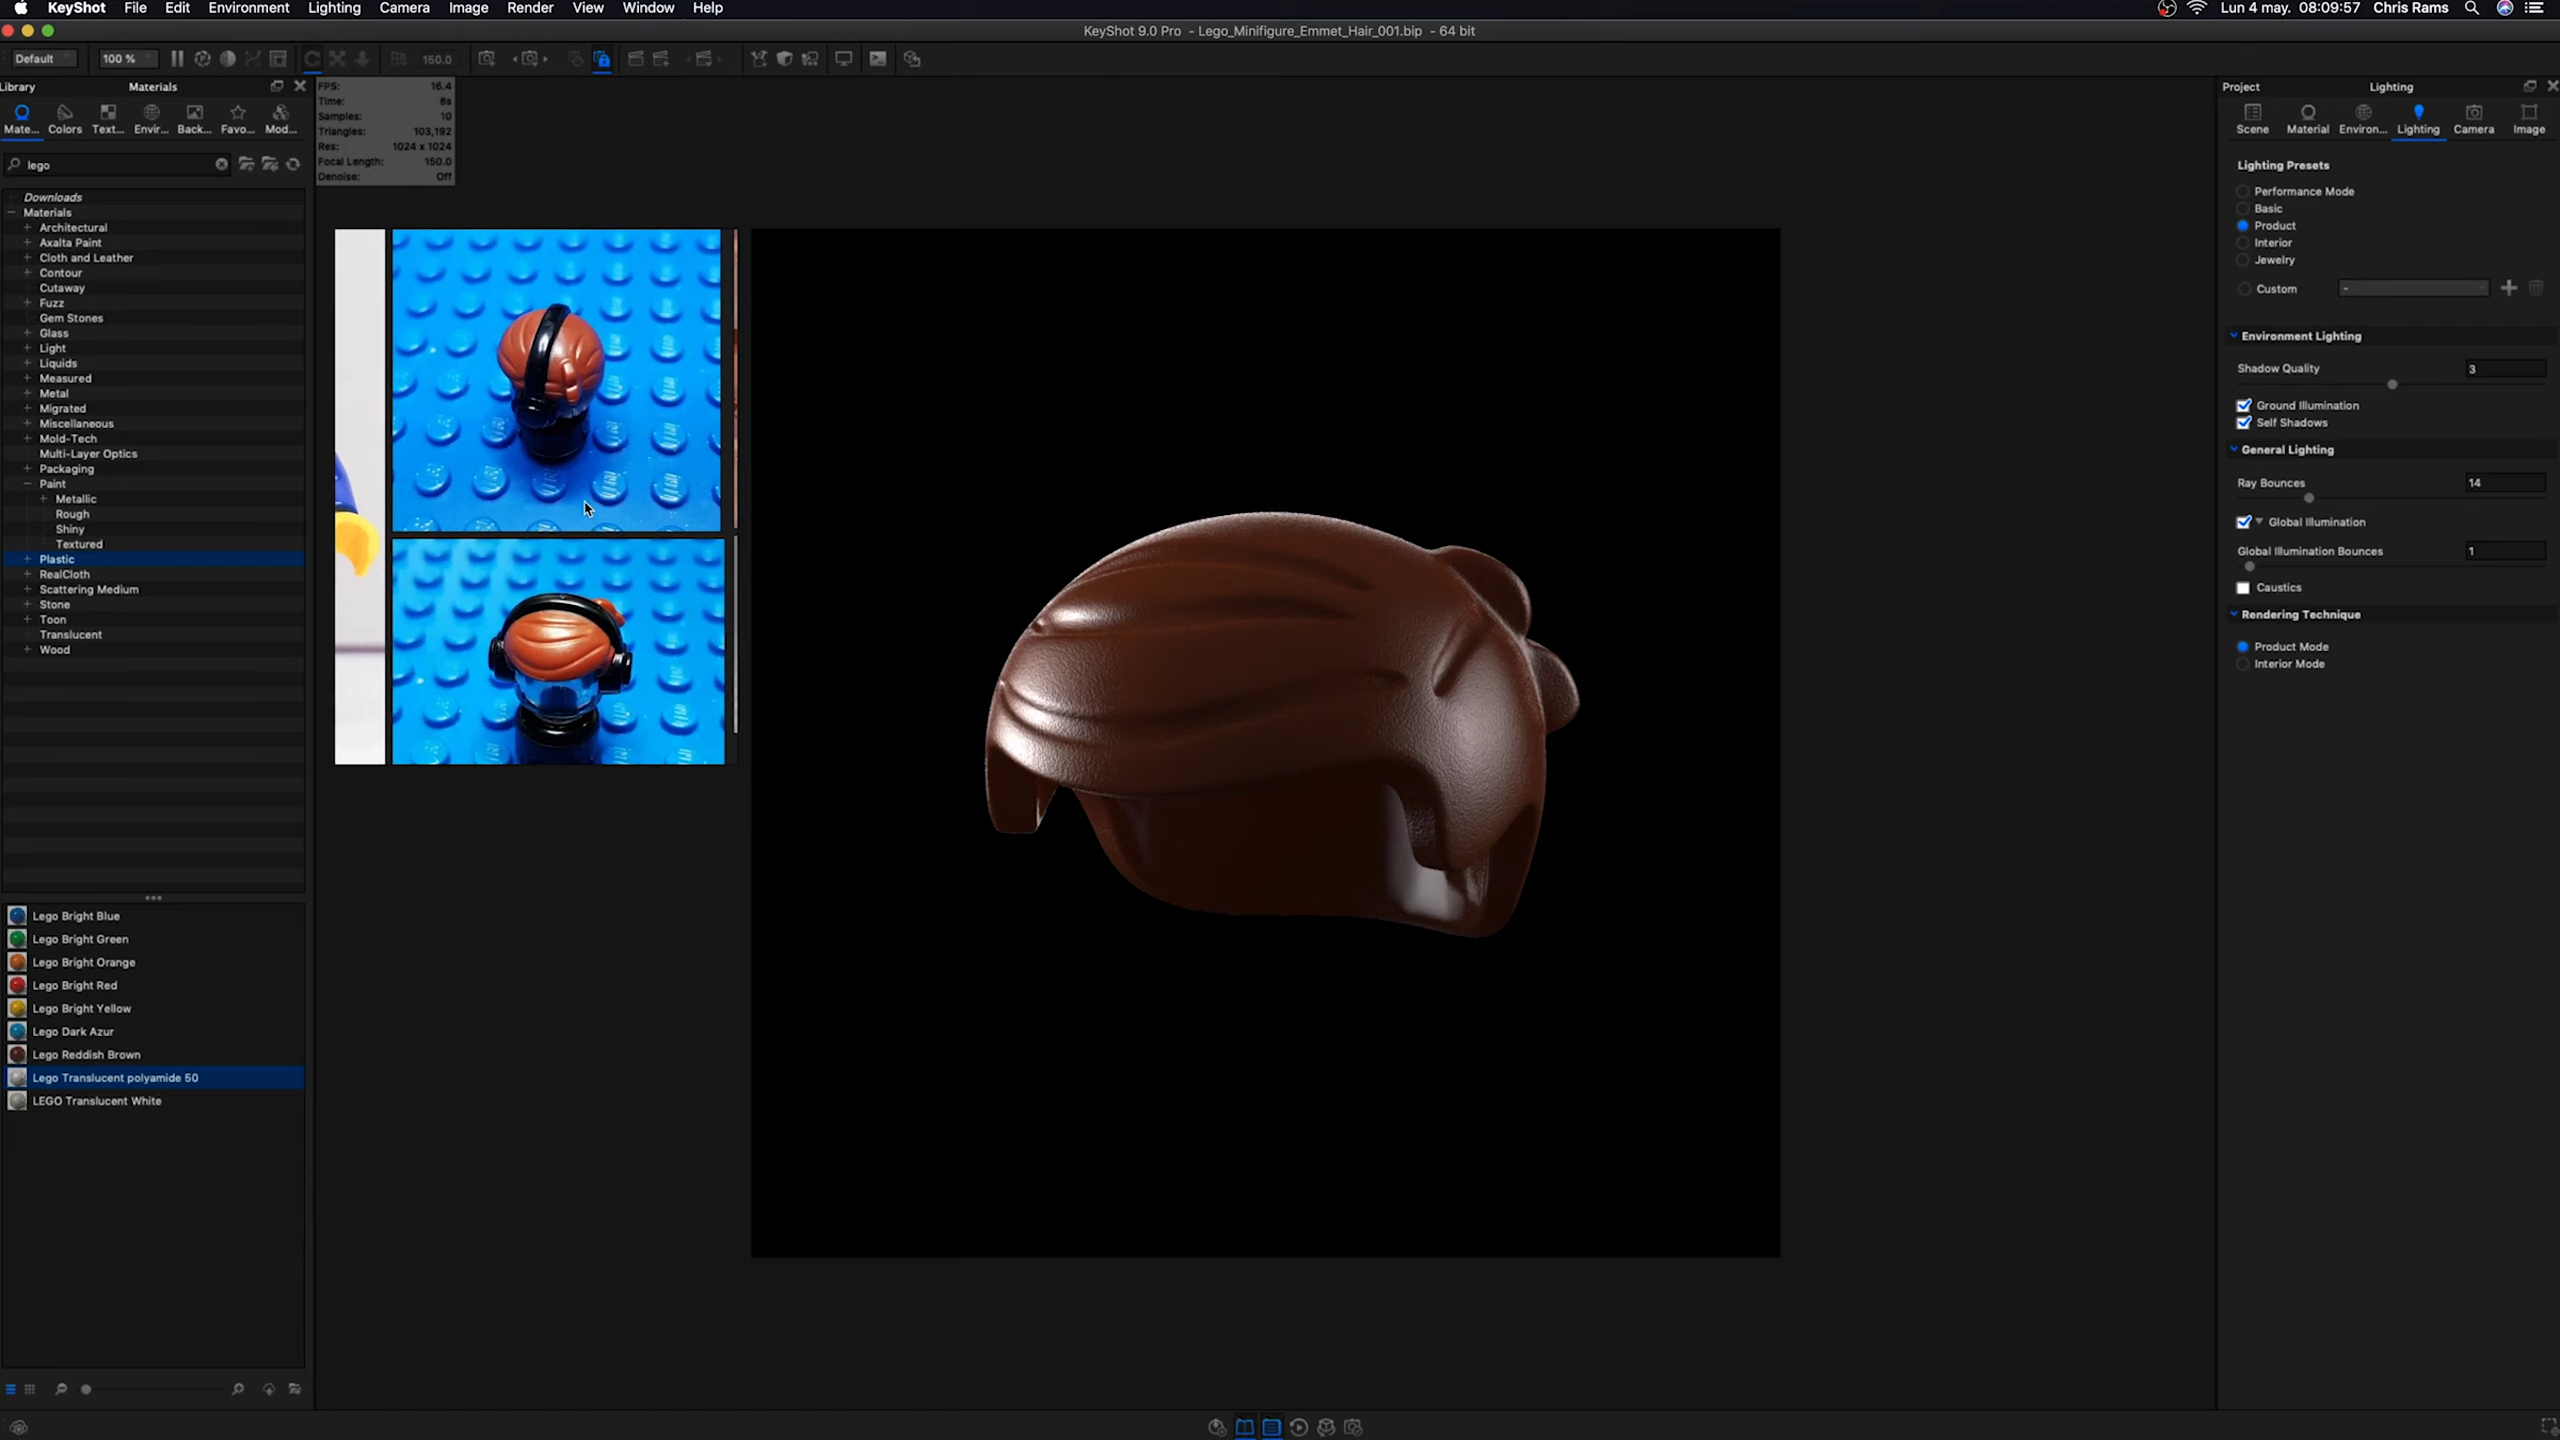 KeyShot File Edit Environment Lighting Camera Image Render View Window Help
Lun 4 may. 08:09:57 Chris Rams
KeyShot 9.0 Pro - Lego_Minifigure_Emmet_Hair_001.bip - 64 bit
Default 100 % 150.0
Library Materials
Mate... Colors Text... Envir... Back... Favo... Mod...
lego
Downloads
Materials
Architectural
Axalta Paint
Cloth and Leather
Contour
Cutaway
Fuzz
Gem Stones
Glass
Light
Liquids
Measured
Metal
Migrated
Miscellaneous
Mold-Tech
Multi-Layer Optics
Packaging
Paint
Metallic
Rough
Shiny
Textured
Plastic
RealCloth
Scattering Medium
Stone
Toon
Translucent
Wood
Lego Bright Blue
Lego Bright Green
Lego Bright Orange
Lego Bright Red
Lego Bright Yellow
Lego Dark Azur
Lego Reddish Brown
Lego Translucent polyamide 50
LEGO Translucent White
FPS: 16.4
Time: 8s
Samples: 10
Triangles: 103,192
Res: 1024 x 1024
Focal Length: 150.0
Denoise: Off
Project Lighting
Scene Material Environ... Lighting Camera Image
Lighting Presets
Performance Mode
Basic
Product
Interior
Jewelry
Custom -
Environment Lighting
Shadow Quality 3
Ground Illumination
Self Shadows
General Lighting
Ray Bounces 14
Global Illumination
Global Illumination Bounces 1
Caustics
Rendering Technique
Product Mode
Interior Mode